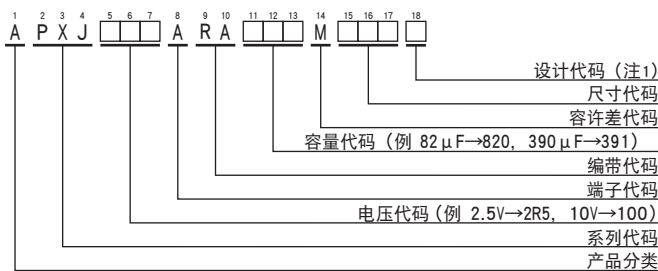 1 2 3 4 5 6 7 8 9 10 11 12 13 14 15 16 17 18
A P X J □□□ A R A □□□ M □□□ □
设计代码（注1）
尺寸代码
容许差代码
容量代码（例 82μF→820, 390μF→391）
编带代码
端子代码
电压代码（例 2.5V→2R5, 10V→100）
系列代码
产品分类